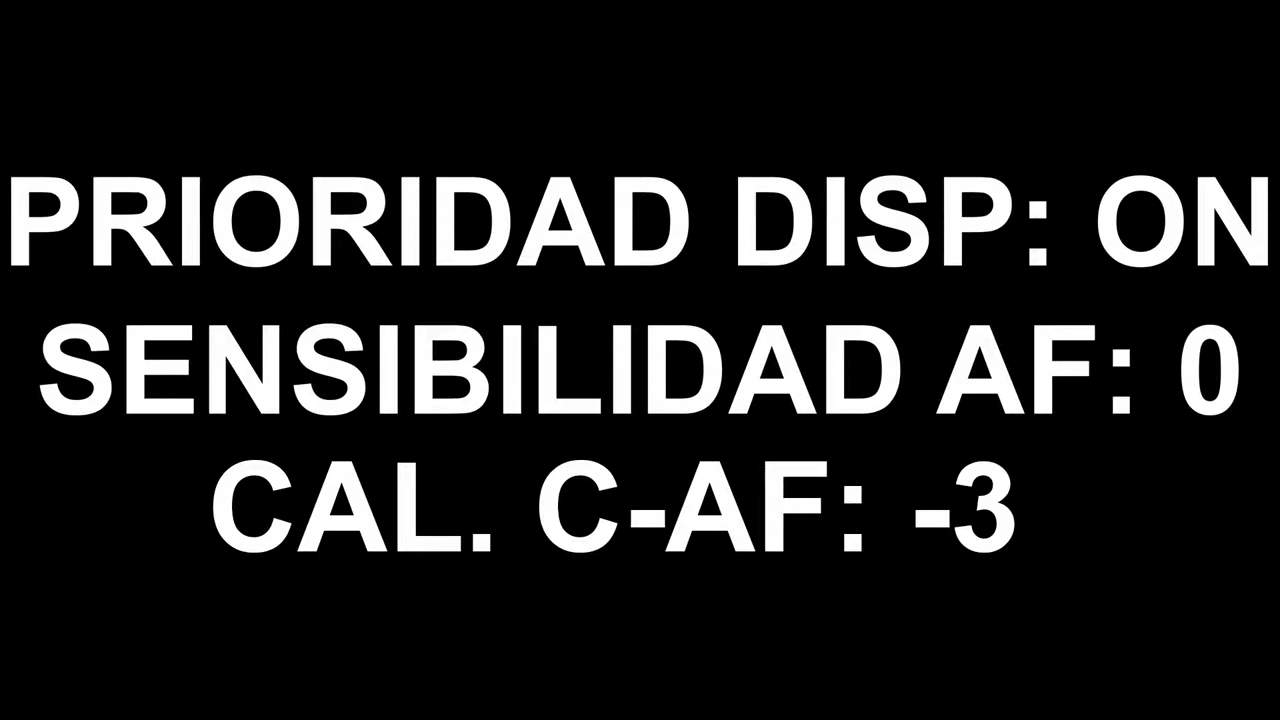 PRIORIDAD DISP: ON
SENSIBILIDAD AF: 0
CAL. C-AF: -3